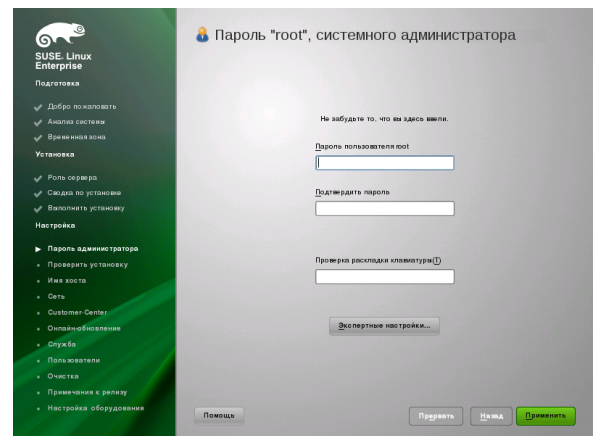 SUSE. Linux
Enterprise
Подготовка
Добро пожаловать
Анализ системы
Временная зона
Установка
Роль сервера
Сводка по установке
Выполнить установку
Настройка
Пароль администратора
Проверить установку
Имя хоста
Сеть
Customer Center
Онлайн-обновление
Служба
Пользователи
Очистка
Примечания к релизу
Настройка оборудования
Пароль "root", системного администратора
Не забудьте то, что вы здесь ввели.
Пароль пользователя root
Подтвердить пароль
Проверка раскладки клавиатуры(I)
Экспертные настройки...
Помощь
Прервать
Назад
Применить